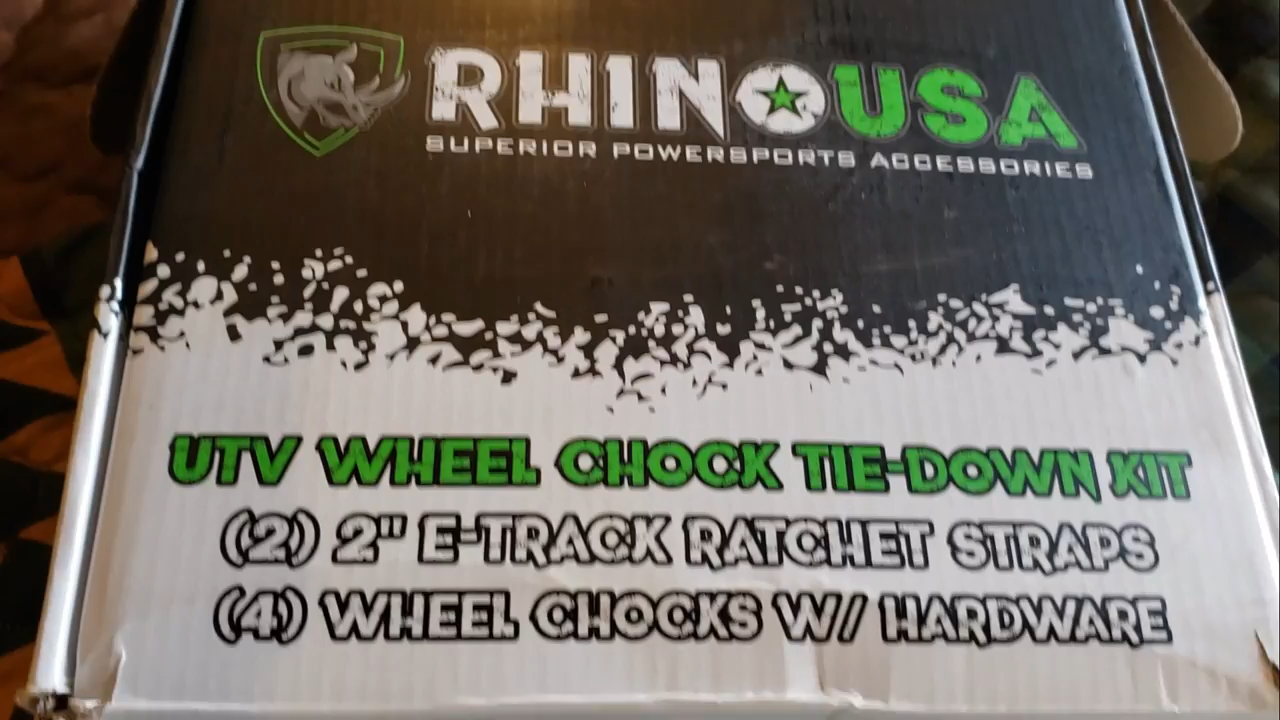 RHINOUSA
SUPERIOR POWERSPORTS ACCESSORIES
UTV WHEEL CHOCK TIE-DOWN KIT
(2) 2" E-TRACK RATCHET STRAPS
(4) WHEEL CHOCKS W/ HARDWARE